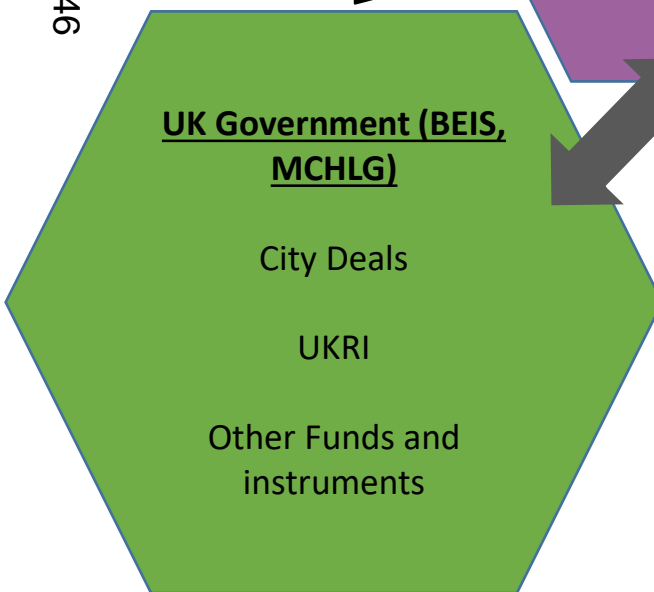 46
UK Government (BEIS,
MCHLG)
City Deals
UKRI
Other Funds and
instruments